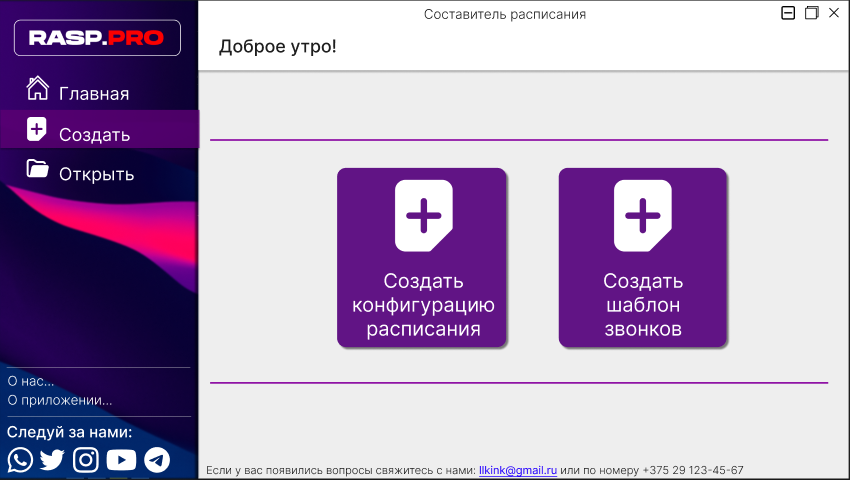 Составитель расписания
RASP.PRO
Доброе утро!
Главная
Создать
Открыть
Создать
конфигурацию
расписания
Создать
шаблон
звонков
О нас...
О приложении...
Следуй за нами:
Если у вас появились вопросы свяжитесь с нами: llkink@gmail.ru или по номеру +375 29 123-45-67